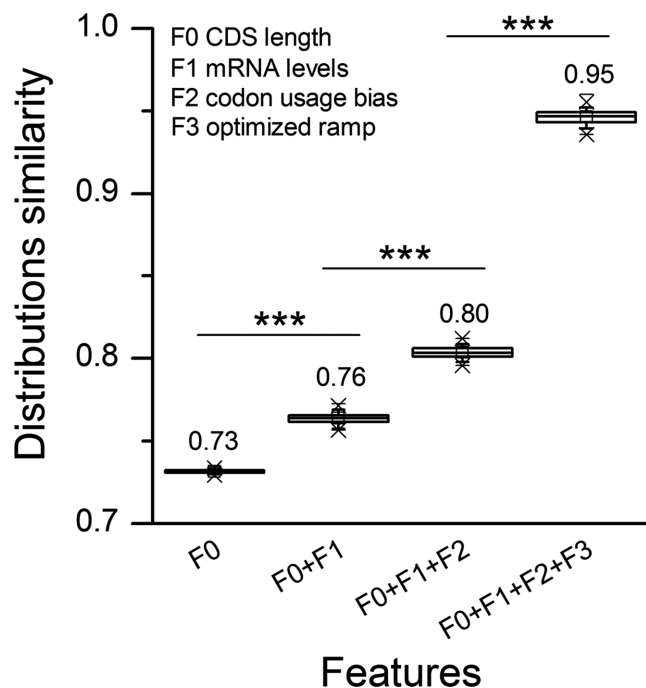 1.0
F0 CDS length
F1 mRNA levels
F2 codon usage bias
F3 optimized ramp
***
0.95
0.9
***
0.80
***
0.8
0.76
0.73
0.7
F0
F0+F1
F0+F1+F2
F0+F1+F2+F3
Distributions similarity
Features